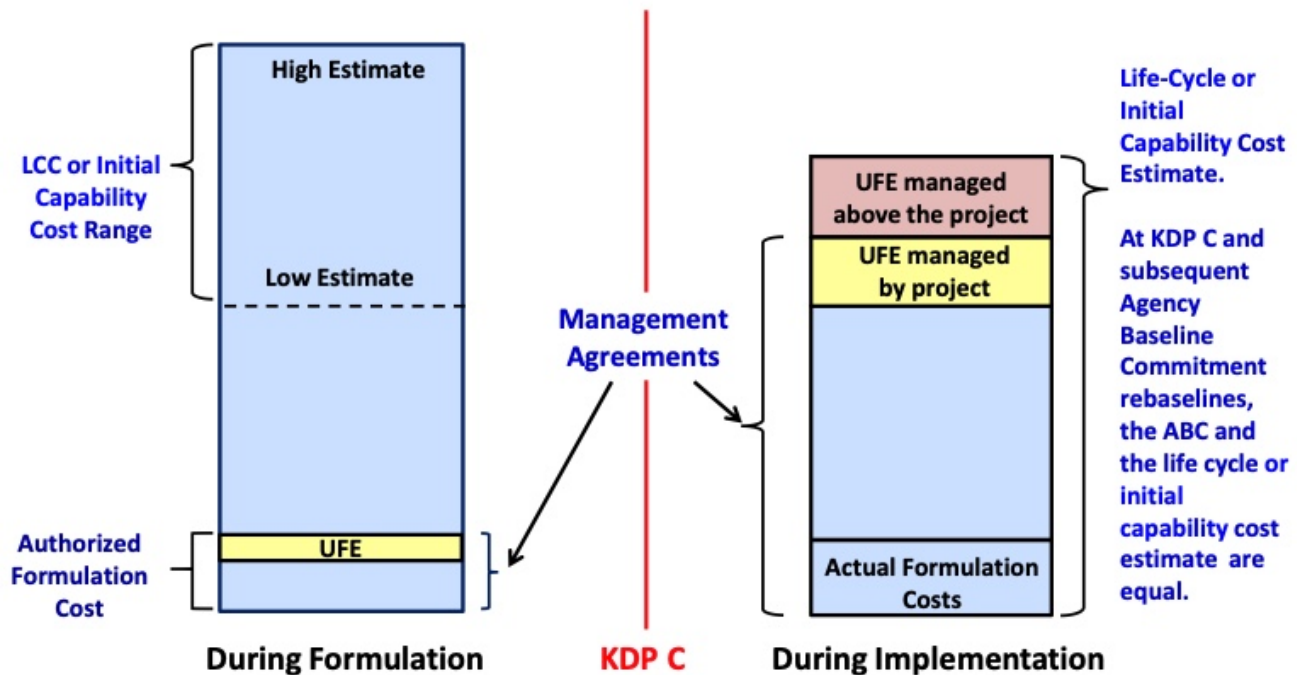 High Estimate
LCC or Initial
Capability
Cost Range
Low Estimate
Authorized
Formulation
Cost
UFE
During Formulation
Management
Agreements
KDP C
UFE managed
above the project
UFE managed
by project
Actual Formulation
Costs
During Implementation
Life-Cycle or
Initial
Capability Cost
Estimate.
At KDP C and
subsequent
Agency
Baseline
Commitment
rebaselines,
the ABC and
the life cycle or
initial
capability cost
estimate are
equal.